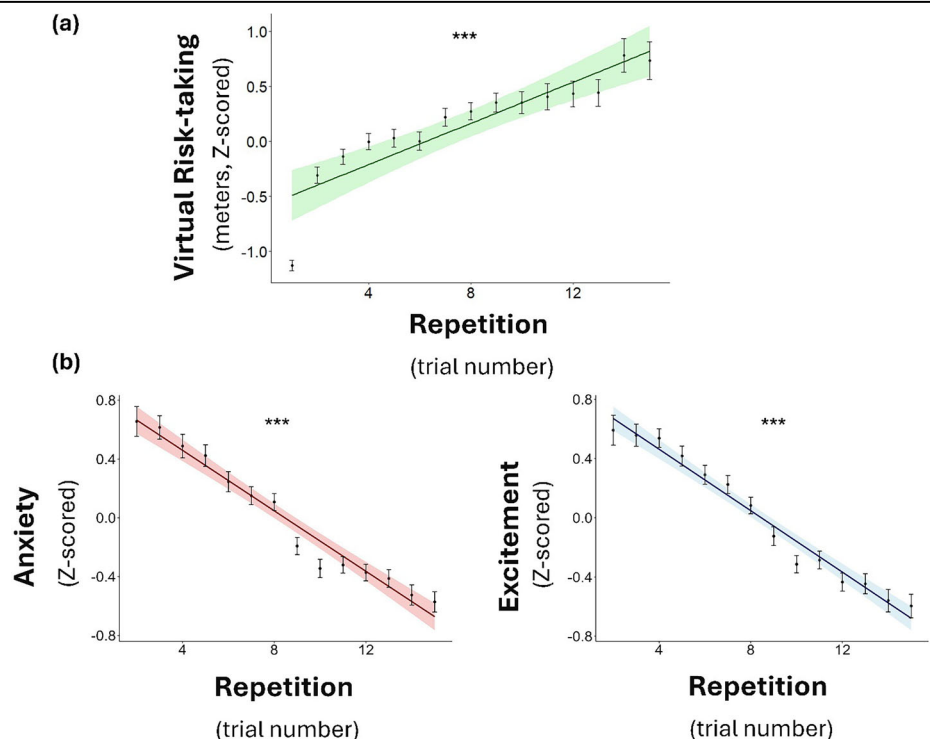 (a)
Virtual Risk-taking
(meters, Z-scored)
***
1.0
0.5
0.0
-0.5
-1.0
4
8
12
Repetition
(trial number)
(b)
Anxiety
(Z-scored)
***
0.8
0.4
0.0
-0.4
-0.8
4
8
12
Repetition
(trial number)
Excitement
(Z-scored)
***
0.8
0.4
0.0
-0.4
-0.8
4
8
12
Repetition
(trial number)